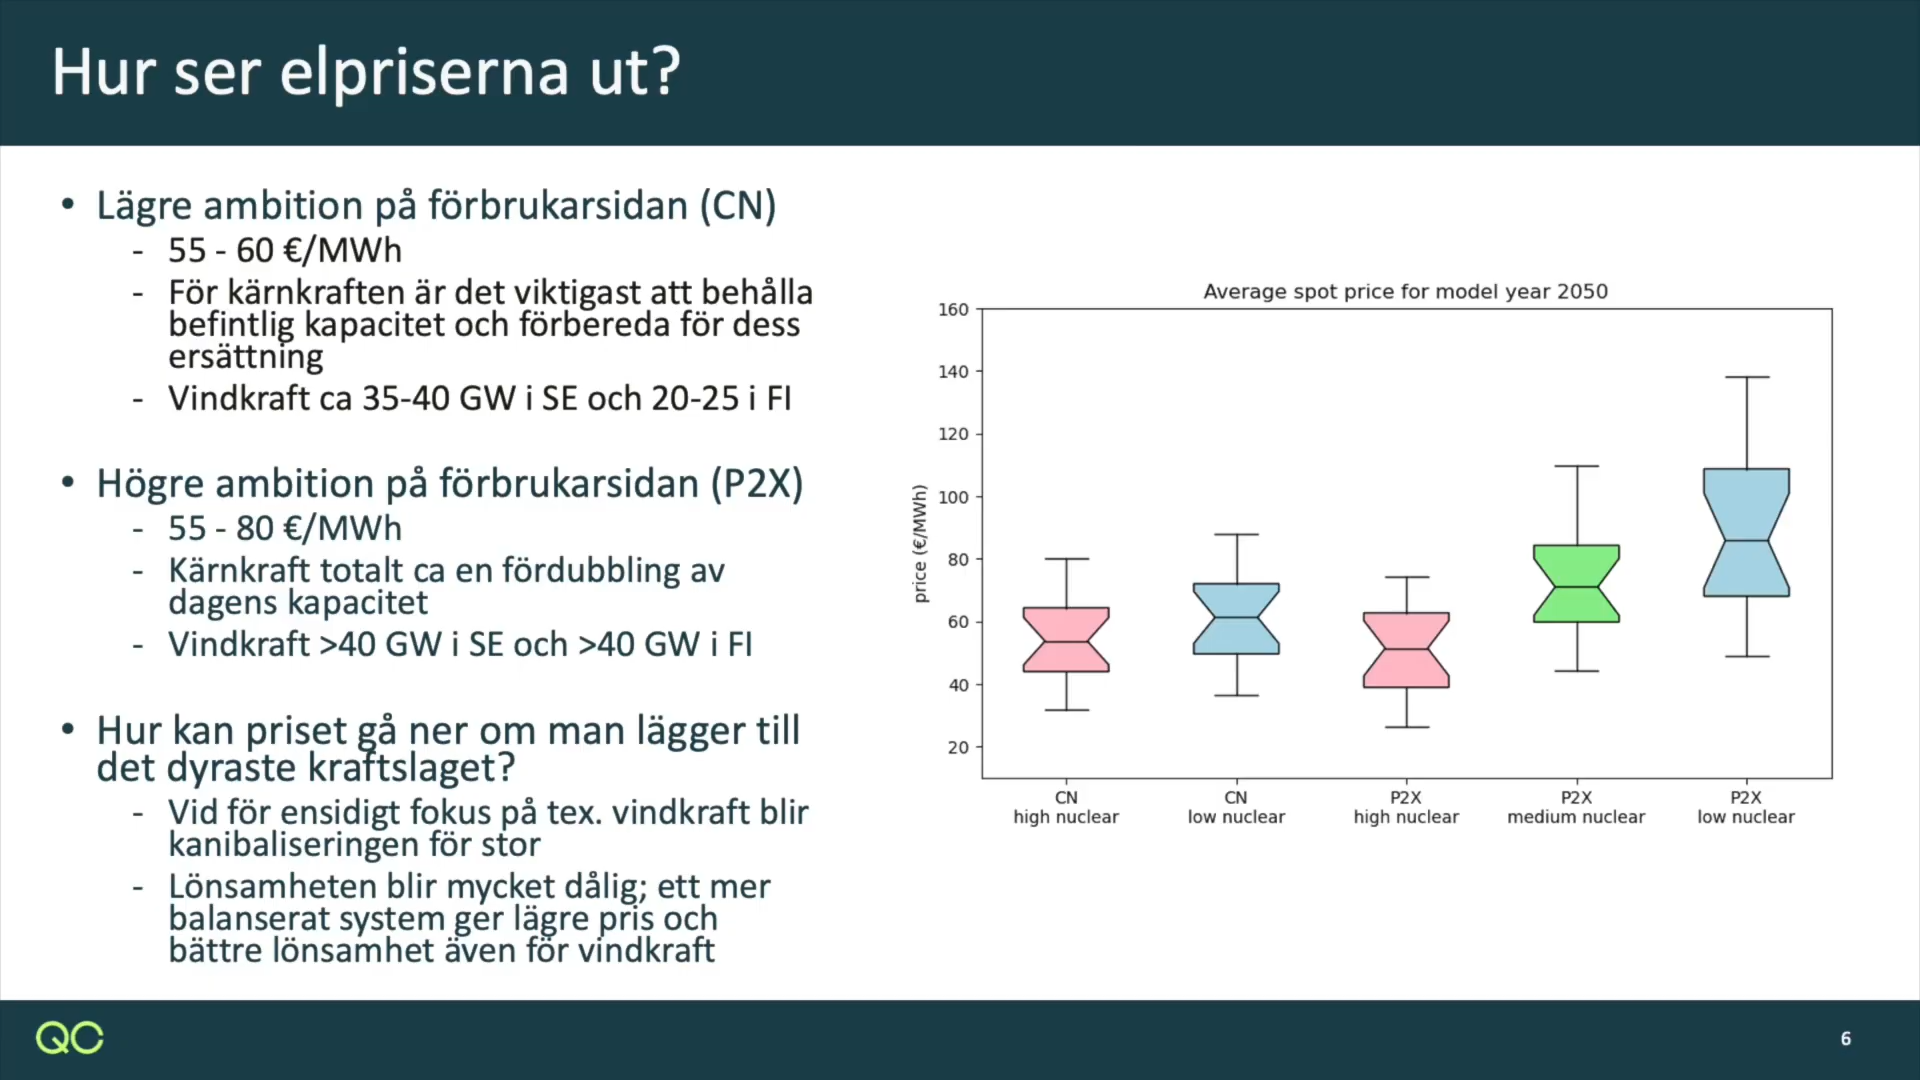 Hur ser elpriserna ut?
• Lägre ambition på förbrukarsidan (CN)
- 55 - 60 €/MWh
- För kärnkraften är det viktigast att behålla
befintlig kapacitet och förbereda för dess
ersättning
- Vindkraft ca 35-40 GW i SE och 20-25 i FI
• Högre ambition på förbrukarsidan (P2X)
- 55 - 80 €/MWh
- Kärnkraft totalt ca en fördubbling av
dagens kapacitet
- Vindkraft >40 GW i SE och >40 GW i FI
• Hur kan priset gå ner om man lägger till
det dyraste kraftslaget?
- Vid för ensidigt fokus på tex. vindkraft blir
kanibaliseringen för stor
- Lönsamheten blir mycket dålig; ett mer
balanserat system ger lägre pris och
bättre lönsamhet även för vindkraft
Average spot price for model year 2050
price (€/MWh)
160
140
120
100
80
60
40
20
CN
high nuclear
CN
low nuclear
P2X
high nuclear
P2X
medium nuclear
P2X
low nuclear
QC
6